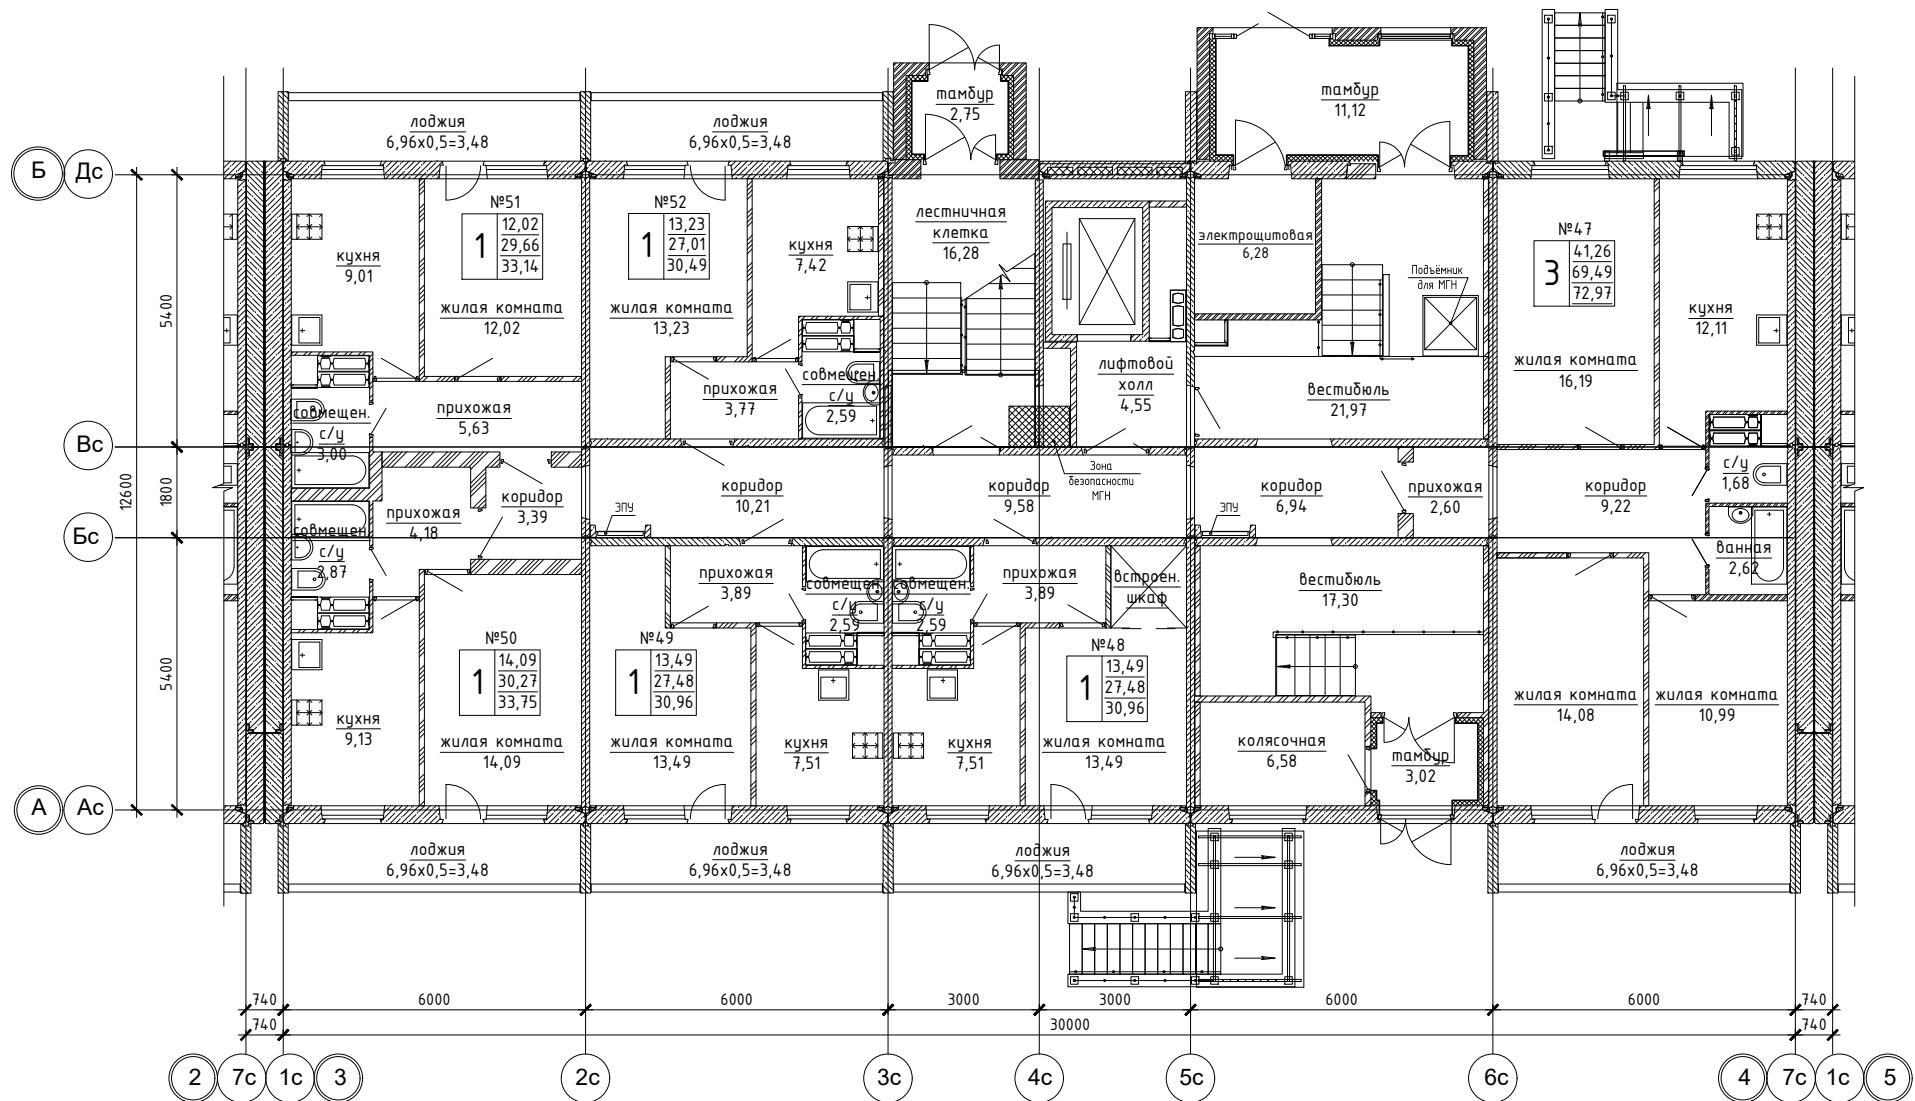 тамбур
2,75
тамбур
11,12
лоджия
6,96х0,5=3,48
лоджия
6,96х0,5=3,48
Б
Дс
№51
1
12,02
29,66
33,14
кухня
9,01
жилая комната
12,02
№52
1
13,23
27,01
30,49
кухня
7,42
жилая комната
13,23
лестничная
клетка
16,28
электрощитовая
6,28
Подъёмник
для МГН
№47
3
41,26
69,49
72,97
кухня
12,11
жилая комната
16,19
5400
совмещен.
с/у
3,00
прихожая
5,63
прихожая
3,77
совмещен.
с/у
2,59
лифтовой
холл
4,55
вестибюль
21,97
Вс
12600
1800
прихожая
4,18
коридор
3,39
коридор
10,21
ЭПУ
коридор
9,58
Зона
безопасности
МГН
коридор
6,94
ЭПУ
прихожая
2,60
коридор
9,22
с/у
1,68
Бс
совмещен.
с/у
2,87
прихожая
3,89
совмещен.
с/у
2,59
совмещен.
с/у
2,59
прихожая
3,89
встроен.
шкаф
вестибюль
17,30
ванная
2,62
5400
№50
1
14,09
30,27
33,75
кухня
9,13
жилая комната
14,09
№49
1
13,49
27,48
30,96
жилая комната
13,49
кухня
7,51
кухня
7,51
№48
1
13,49
27,48
30,96
жилая комната
13,49
колясочная
6,58
тамбур
3,02
жилая комната
14,08
жилая комната
10,99
А
Ас
лоджия
6,96х0,5=3,48
лоджия
6,96х0,5=3,48
лоджия
6,96х0,5=3,48
лоджия
6,96х0,5=3,48
740
6000
6000
3000
3000
6000
6000
740
740
30000
740
2
7с
1с
3
2с
3с
4с
5с
6с
4
7с
1с
5